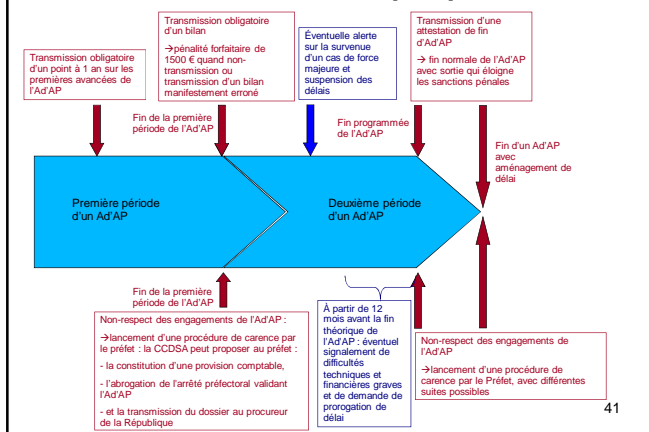 Transmission obligatoire
d'un point à 1 an sur les
premières avancées de
l'Ad'AP
Transmission obligatoire
d'un bilan
→pénalité forfaitaire de
1500 € quand non-
transmission ou
transmission d'un bilan
manifestement erroné
Éventuelle alerte
sur la survenue
d'un cas de force
majeure et
suspension des
délais
Transmission d'une
attestation de fin
d'Ad'AP
→ fin normale de l'Ad'AP
avec sortie qui éloigne
les sanctions pénales
Fin de la première
période de l'Ad'AP
Fin programmée
de l'Ad'AP
Fin d'un Ad'AP
avec
aménagement de
délai
Première période
d'un Ad'AP
Deuxième période
d'un Ad'AP
Fin de la première
période de l'Ad'AP
Non-respect des engagements de l'Ad'AP :
→lancement d'une procédure de carence par
le préfet : la CCDSA peut proposer au préfet :
- la constitution d'une provision comptable,
- l'abrogation de l'arrêté préfectoral validant
l'Ad'AP
- et la transmission du dossier au procureur
de la République
À partir de 12
mois avant la fin
théorique de
l'Ad'AP : éventuel
signalement de
difficultés
techniques et
financières graves
et de demande de
prorogation de
délai
Non-respect des engagements de
l'Ad'AP
→lancement d'une procédure de
carence par le Préfet, avec différentes
suites possibles
41